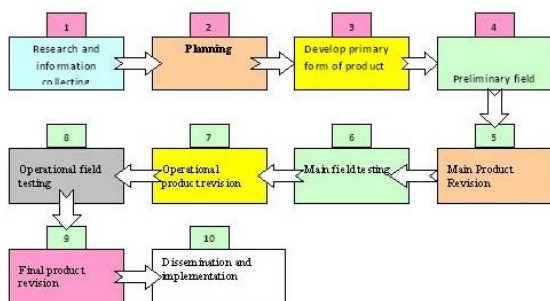 1
2
3
4
Research and
information
collecting
Planning
Develop primary
form of product
Preliminary field
8
7
6
5
Operational field
testing
Operational
product revision
Main field testing
Main Product
Revision
9
10
Final product
revision
Dissemination and
implementation